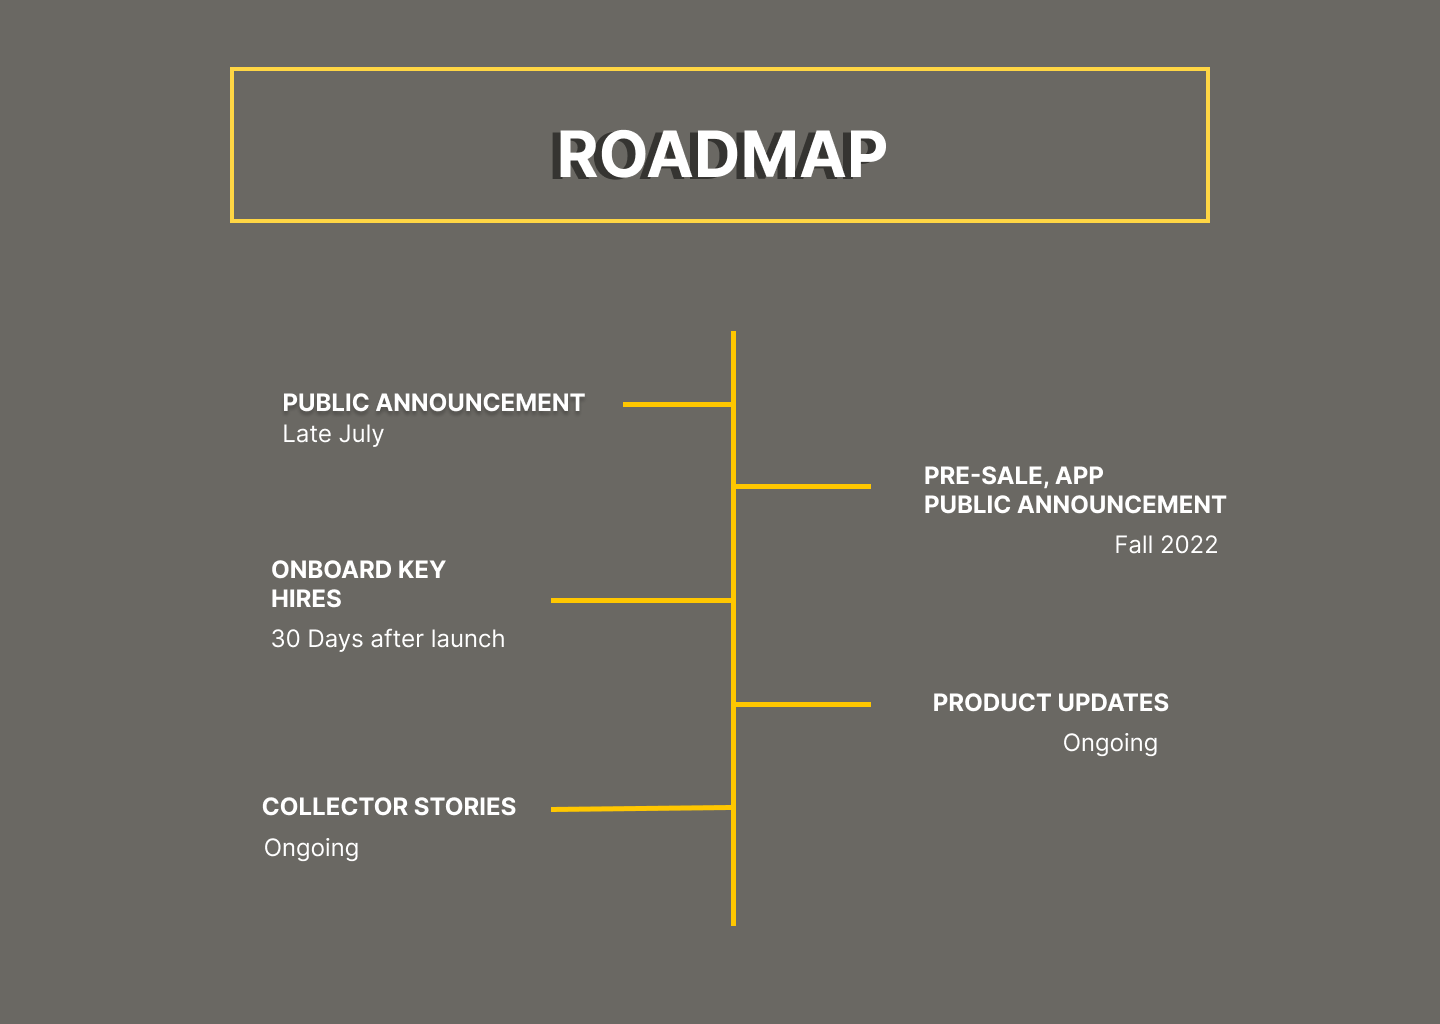 ROADMAP
PUBLIC ANNOUNCEMENT
Late July
PRE-SALE, APP
PUBLIC ANNOUNCEMENT
Fall 2022
ONBOARD KEY
HIRES
30 Days after launch
PRODUCT UPDATES
Ongoing
COLLECTOR STORIES
Ongoing